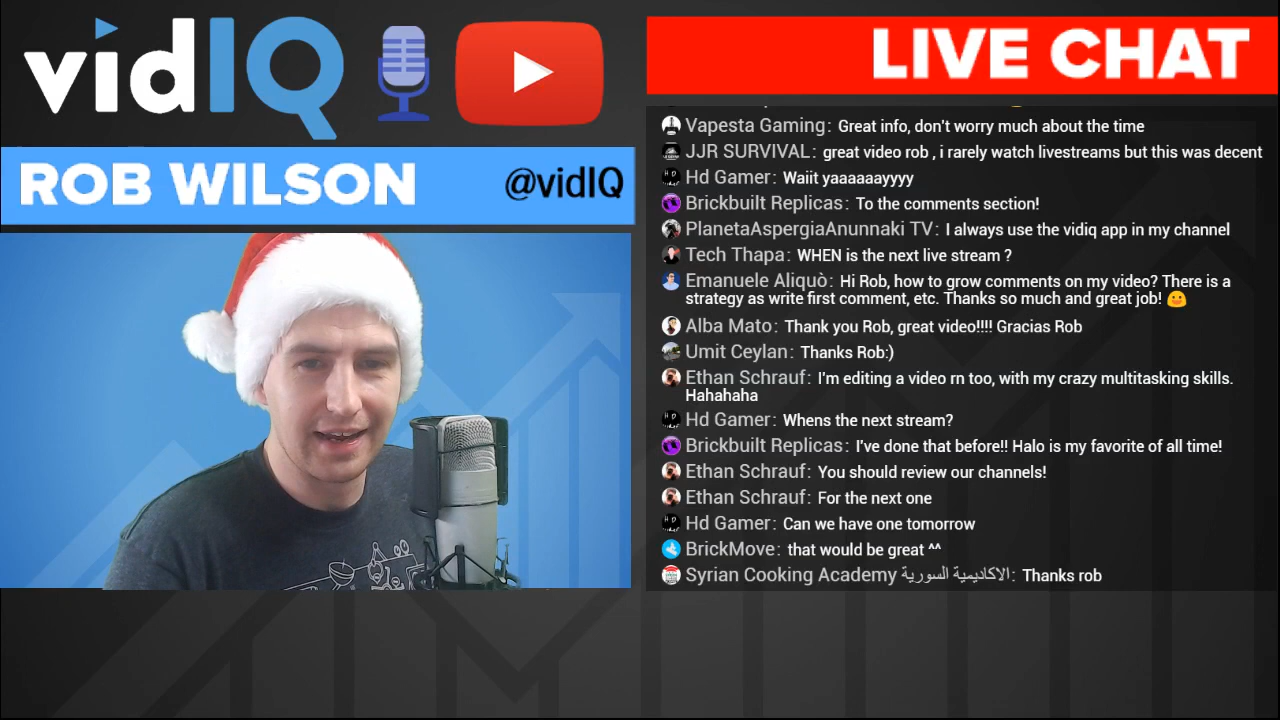 vidIQ
LIVE CHAT
ROB WILSON
@vidIQ
Vapesta Gaming: Great info, don't worry much about the time
JJR SURVIVAL: great video rob , i rarely watch livestreams but this was decent
Hd Gamer: Waiit yaaaaaayyyy
Brickbuilt Replicas: To the comments section!
PlanetaAspergiaAnunnaki TV: I always use the vidiq app in my channel
Tech Thapa: WHEN is the next live stream ?
Emanuele Aliquò: Hi Rob, how to grow comments on my video? There is a
strategy as write first comment, etc. Thanks so much and great job!
Alba Mato: Thank you Rob, great video!!!! Gracias Rob
Umit Ceylan: Thanks Rob:)
Ethan Schrauf: I'm editing a video rn too, with my crazy multitasking skills.
Hahahaha
Hd Gamer: Whens the next stream?
Brickbuilt Replicas: I've done that before!! Halo is my favorite of all time!
Ethan Schrauf: You should review our channels!
Ethan Schrauf: For the next one
Hd Gamer: Can we have one tomorrow
BrickMove: that would be great ^^
Syrian Cooking Academy الاكاديمية السورية: Thanks rob